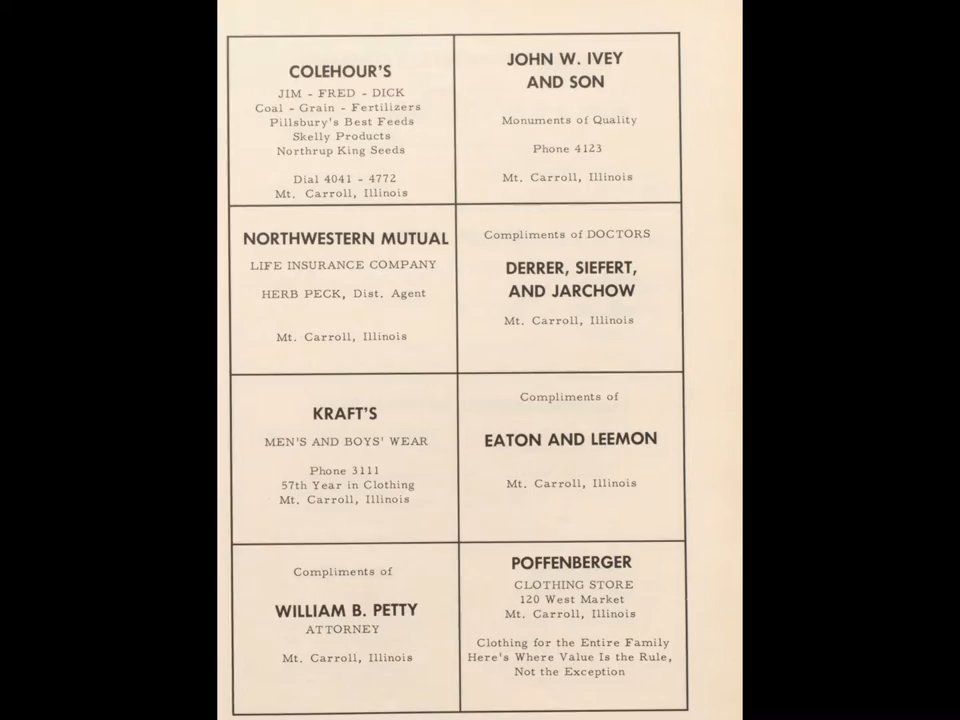 COLEHOUR'S
JIM - FRED - DICK
Coal - Grain - Fertilizers
Pillsbury's Best Feeds
Skelly Products
Northrup King Seeds
Dial 4041 - 4772
Mt. Carroll, Illinois
JOHN W. IVEY
AND SON
Monuments of Quality
Phone 4123
Mt. Carroll, Illinois
NORTHWESTERN MUTUAL
LIFE INSURANCE COMPANY
HERB PECK, Dist. Agent
Mt. Carroll, Illinois
Compliments of DOCTORS
DERRER, SIEFERT,
AND JARCHOW
Mt. Carroll, Illinois
KRAFT'S
MEN'S AND BOYS' WEAR
Phone 3111
57th Year in Clothing
Mt. Carroll, Illinois
Compliments of
EATON AND LEEMON
Mt. Carroll, Illinois
Compliments of
WILLIAM B. PETTY
ATTORNEY
Mt. Carroll, Illinois
POFFENBERGER
CLOTHING STORE
120 West Market
Mt. Carroll, Illinois
Clothing for the Entire Family
Here's Where Value Is the Rule,
Not the Exception